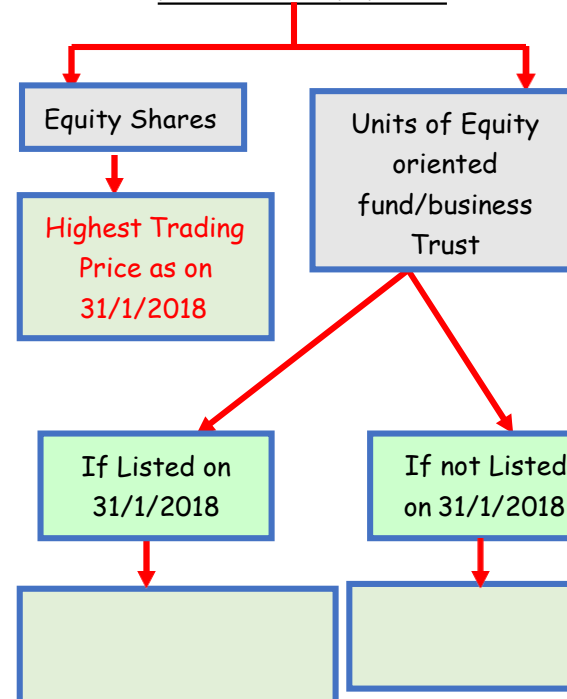 Equity Shares
Units of Equity
oriented
fund/business
Trust
Highest Trading
Price as on
31/1/2018
If Listed on
31/1/2018
If not Listed
on 31/1/2018